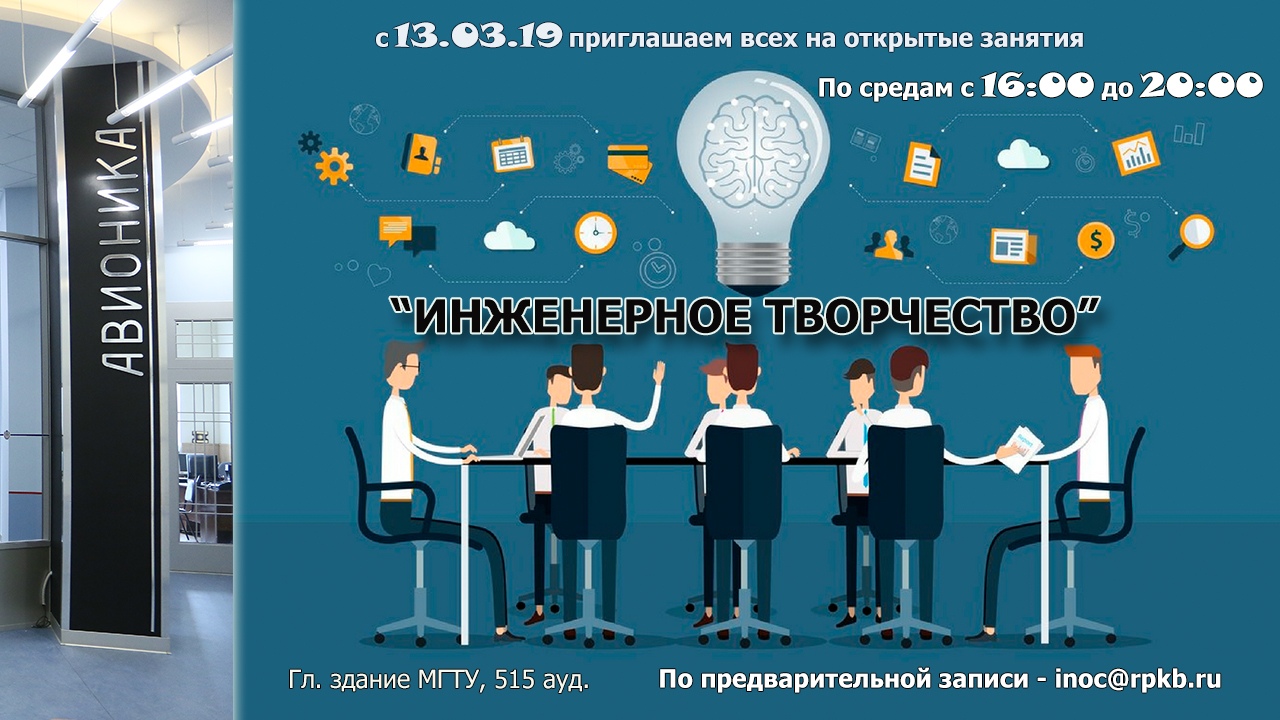 АВИОНИКА
с 13.03.19 приглашаем всех на открытые занятия
По средам с 16:00 до 20:00
“ИНЖЕНЕРНОЕ ТВОРЧЕСТВО”
Гл. здание МГТУ, 515 ауд.
По предварительной записи - inoc@rpkb.ru